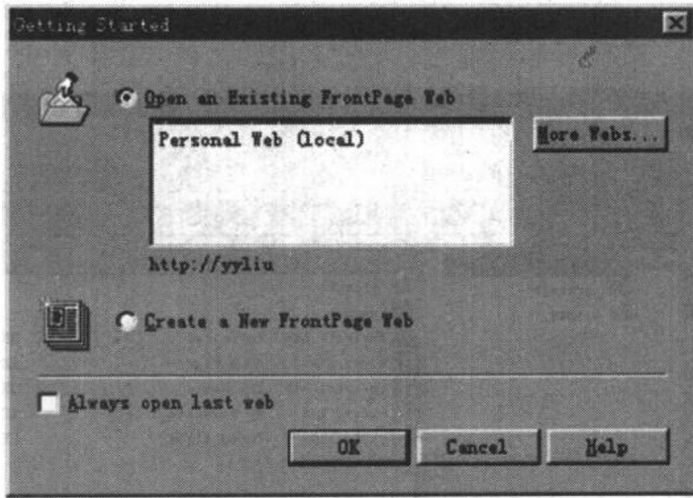 Getting Started
Open an Existing FrontPage Web
Personal Web (local)
More Webs...
http://yyliu
Create a New FrontPage Web
Always open last web
OK
Cancel
Help